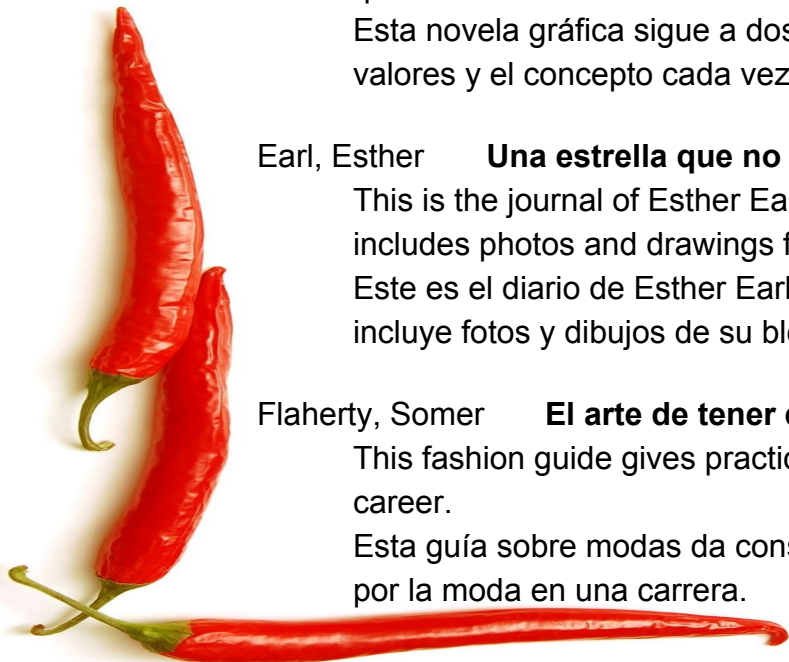 Esta novela gráfica sigue a dos
valores y el concepto cada vez
Earl, Esther Una estrella que no
This is the journal of Esther Ear
includes photos and drawings f
Este es el diario de Esther Earl
incluye fotos y dibujos de su bl
Flaherty, Somer El arte de tener
This fashion guide gives practic
career.
Esta guía sobre modas da cons
por la moda en una carrera.